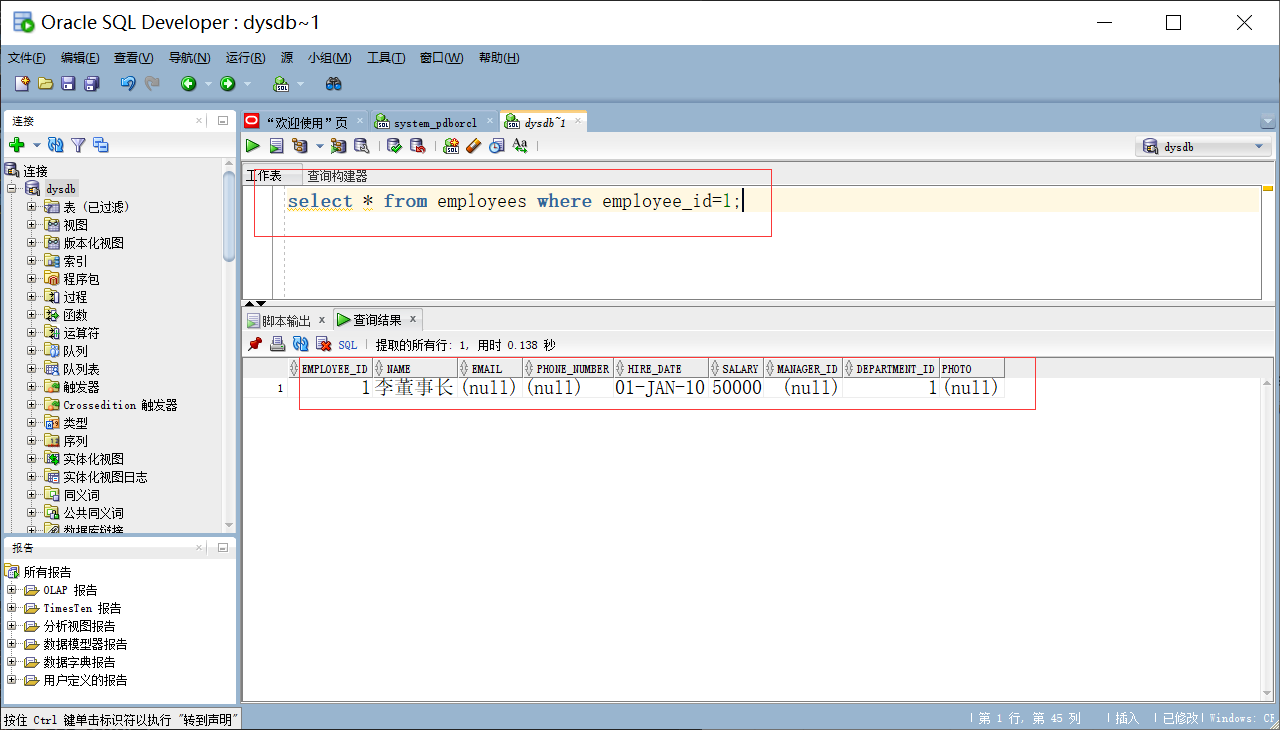 Oracle SQL Developer : dysdb~1
文件(F) 编辑(E) 查看(V) 导航(N) 运行(R) 源 小组(M) 工具(T) 窗口(W) 帮助(H)
连接
连接
dysdb
表 (已过滤)
视图
版本化视图
索引
程序包
过程
函数
运算符
队列
队列表
触发器
Crossedition 触发器
类型
序列
实体化视图
实体化视图日志
同义词
公共同义词
数据库链接
报告
所有报告
OLAP 报告
TimesTen 报告
分析视图报告
数据模型器报告
数据字典报告
用户定义的报告
“欢迎使用”页 system_pdborcl dysdb~1
dysdb
工作表 查询构建器
select * from employees where employee_id=1;
脚本输出 x 查询结果 x
SQL | 提取的所有行: 1, 用时 0.138 秒
EMPLOYEE_ID NAME EMAIL PHONE_NUMBER HIRE_DATE SALARY MANAGER_ID DEPARTMENT_ID PHOTO
1 1 李董事长 (null) (null) 01-JAN-10 50000 (null) 1 (null)
按住 Ctrl 键单击标识符以执行 "转到声明" | 第 1 行, 第 45 列 | 插入 | 已修改 | Windows: CR